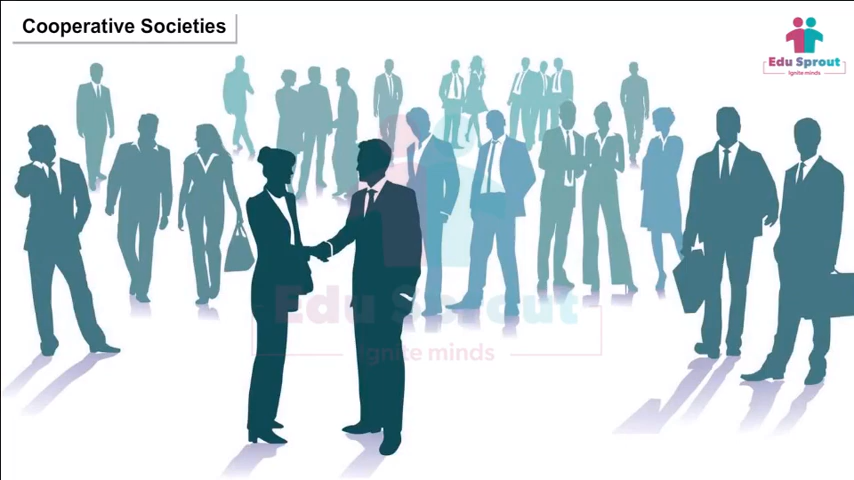 Cooperative Societies
Edu Sprout
Ignite minds
Edu Sprout
Ignite minds